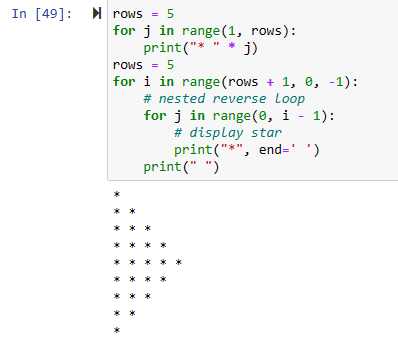 In [49]:
rows = 5
for j in range(1, rows):
    print("* " * j)
rows = 5
for i in range(rows + 1, 0, -1):
    # nested reverse loop
    for j in range(0, i - 1):
        # display star
        print("*", end=' ')
    print(" ")
*
* *
* * *
* * * *
* * * * *
* * * *
* * *
* *
*